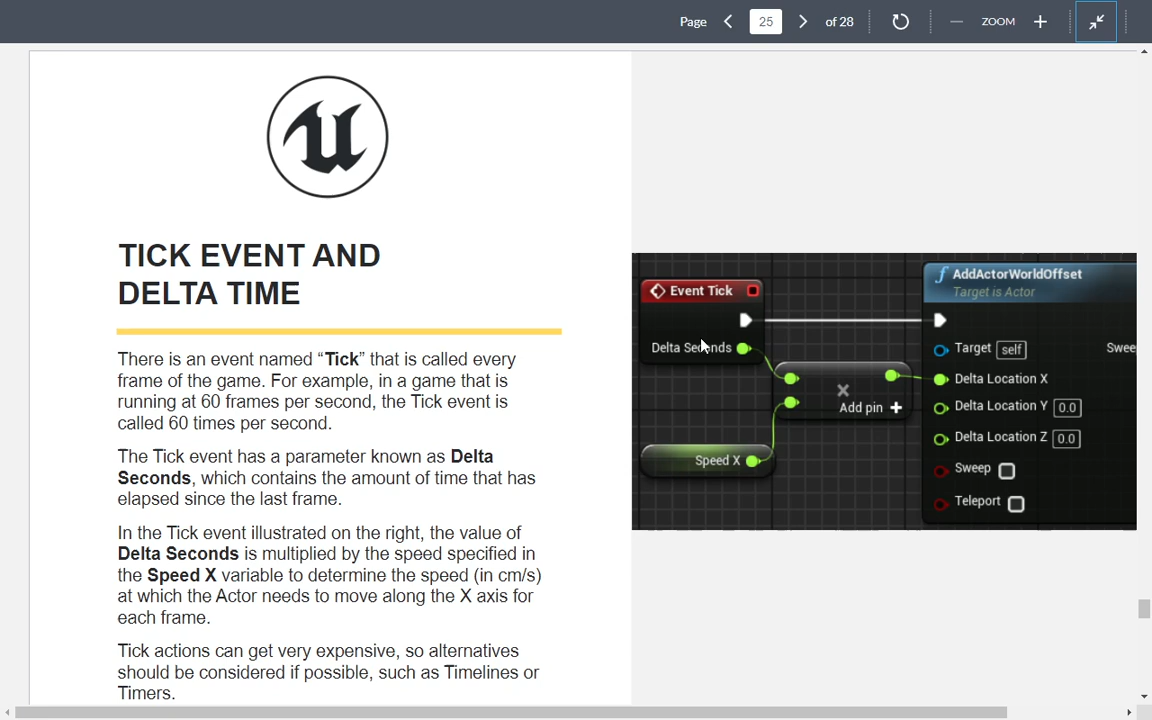 Page 25 of 28 ZOOM
TICK EVENT AND
DELTA TIME
There is an event named “Tick” that is called every
frame of the game. For example, in a game that is
running at 60 frames per second, the Tick event is
called 60 times per second.
The Tick event has a parameter known as Delta
Seconds, which contains the amount of time that has
elapsed since the last frame.
In the Tick event illustrated on the right, the value of
Delta Seconds is multiplied by the speed specified in
the Speed X variable to determine the speed (in cm/s)
at which the Actor needs to move along the X axis for
each frame.
Tick actions can get very expensive, so alternatives
should be considered if possible, such as Timelines or
Timers.
Event Tick
Delta Seconds
Speed X
Add pin
f AddActorWorldOffset
Target is Actor
Target self
Swee
Delta Location X
Delta Location Y 0.0
Delta Location Z 0.0
Sweep
Teleport